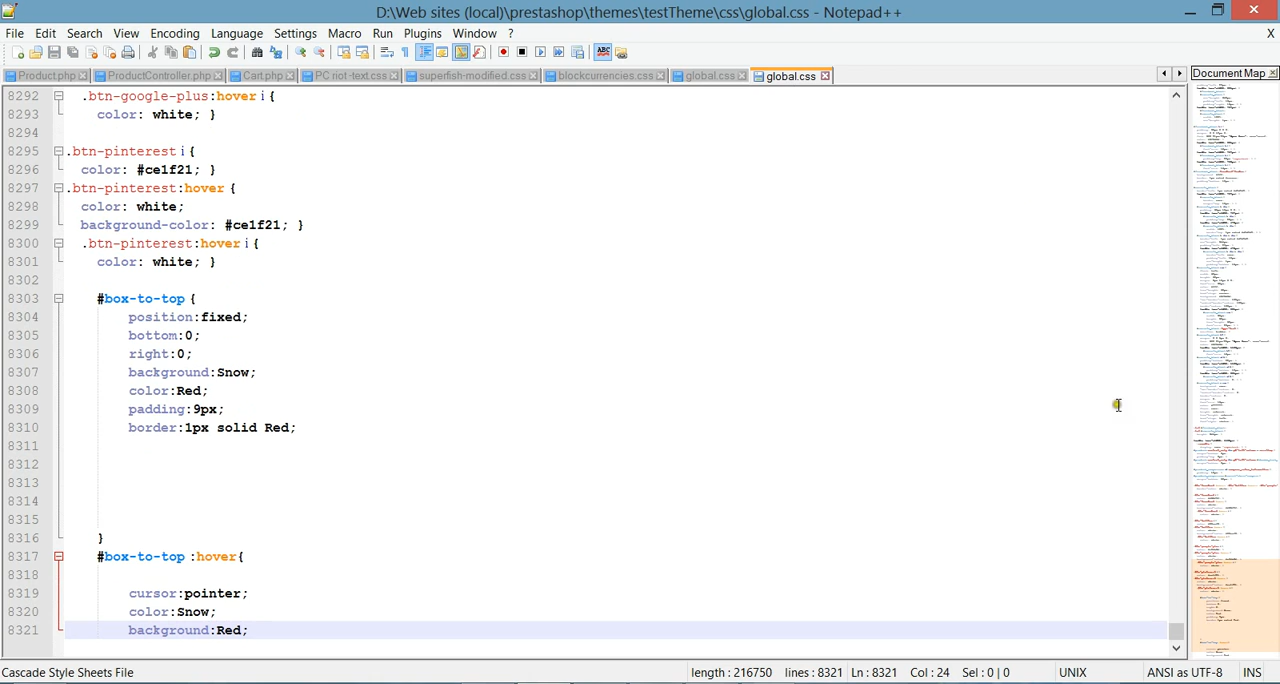 D:\Web sites (local)\prestashop\themes\testTheme\css\global.css - Notepad++
File Edit Search View Encoding Language Settings Macro Run Plugins Window ? X
Product.php ProductController.php Cart.php PC riot-text.css superfish-modified.css blockcurrencies.css global.css global.css Document Map
8292 .btn-google-plus:hover i {
8293 color: white; }
8294
8295 .btn-pinterest i {
8296 color: #ce1f21; }
8297 .btn-pinterest:hover {
8298 color: white;
8299 background-color: #ce1f21; }
8300 .btn-pinterest:hover i {
8301 color: white; }
8302
8303 #box-to-top {
8304 position:fixed;
8305 bottom:0;
8306 right:0;
8307 background:Snow;
8308 color:Red;
8309 padding:9px;
8310 border:1px solid Red;
8311
8312
8313
8314
8315
8316 }
8317 #box-to-top :hover{
8318
8319 cursor:pointer;
8320 color:Snow;
8321 background:Red;
Cascade Style Sheets File length : 216750 lines : 8321 Ln : 8321 Col : 24 Sel : 0 | 0 UNIX ANSI as UTF-8 INS